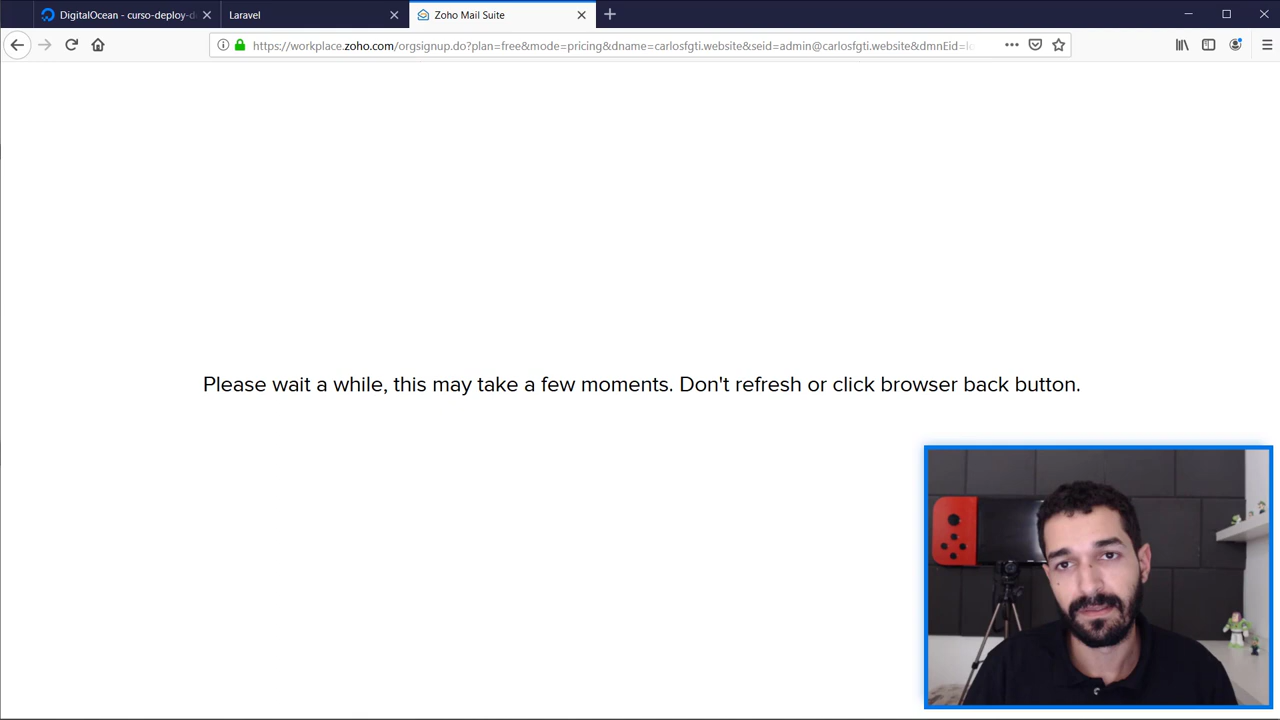 DigitalOcean - curso-deploy-d
Laravel
Zoho Mail Suite
https://workplace.zoho.com/orgsignup.do?plan=free&mode=pricing&dname=carlosfgti.website&seid=admin@carlosfgti.website&dmnEid=
Please wait a while, this may take a few moments. Don't refresh or click browser back button.